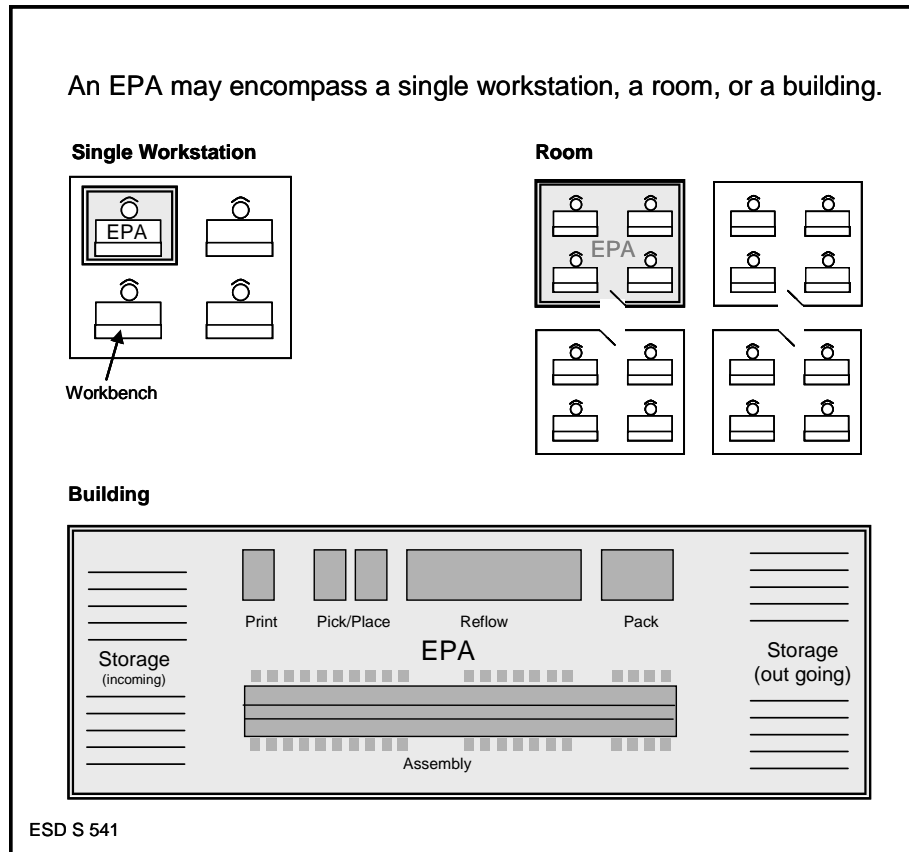 An EPA may encompass a single workstation, a room, or a building.
Single Workstation
EPA
Workbench
Room
EPA
Building
Print
Pick/Place
Reflow
Pack
EPA
Storage
(incoming)
Storage
(out going)
Assembly
ESD S 541